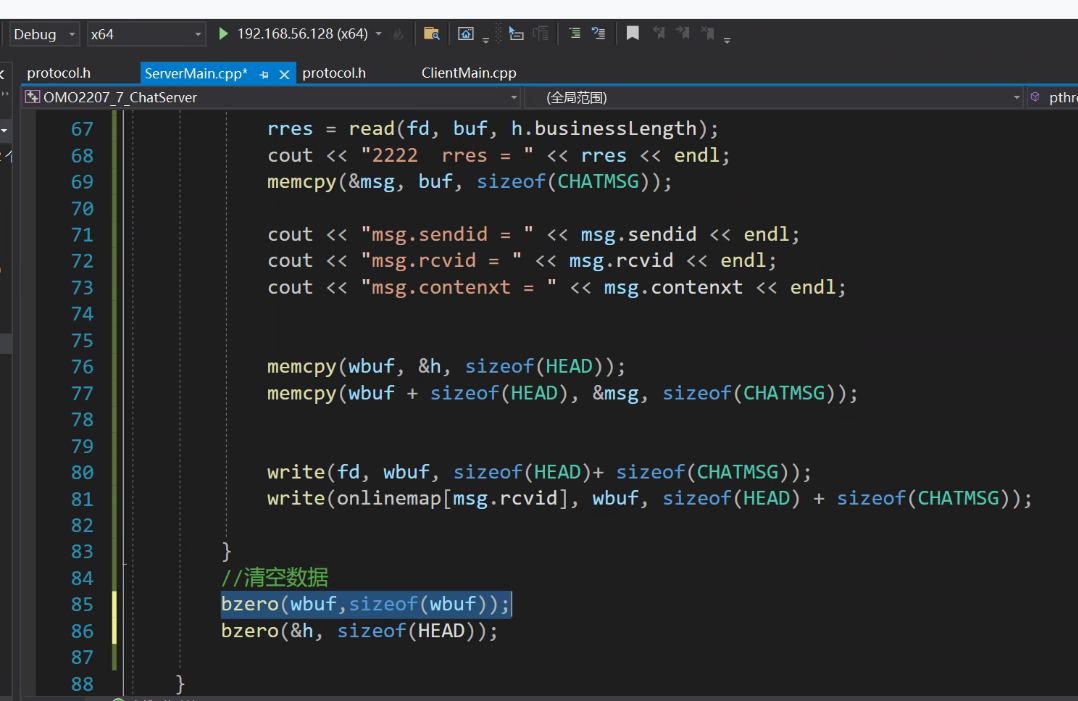 Debug x64 192.168.56.128 (x64)
protocol.h ServerMain.cpp* protocol.h ClientMain.cpp
OMO2207_7_ChatServer (全局范围)
67 rres = read(fd, buf, h.businessLength);
68 cout << "2222  rres = " << rres << endl;
69 memcpy(&msg, buf, sizeof(CHATMSG));
70
71 cout << "msg.sendid = " << msg.sendid << endl;
72 cout << "msg.rcvid = " << msg.rcvid << endl;
73 cout << "msg.contenxt = " << msg.contenxt << endl;
74
75
76 memcpy(wbuf, &h, sizeof(HEAD));
77 memcpy(wbuf + sizeof(HEAD), &msg, sizeof(CHATMSG));
78
79
80 write(fd, wbuf, sizeof(HEAD)+ sizeof(CHATMSG));
81 write(onlinemap[msg.rcvid], wbuf, sizeof(HEAD) + sizeof(CHATMSG));
82
83 }
84 //清空数据
85 bzero(wbuf,sizeof(wbuf));
86 bzero(&h, sizeof(HEAD));
87
88 }